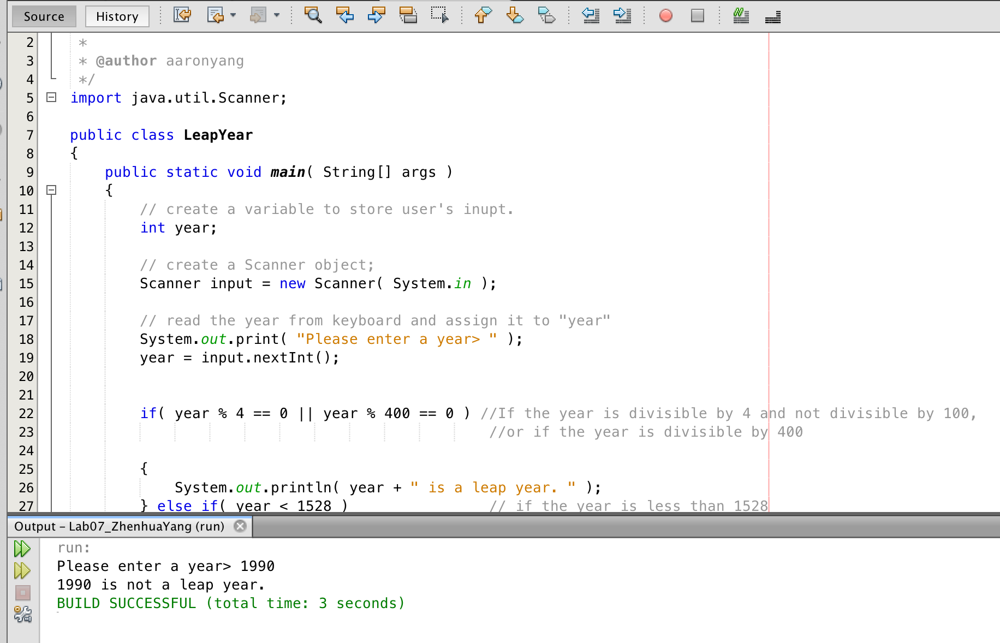 Source History
2 *
3 * @author aaronyang
4 */
5 import java.util.Scanner;
6
7 public class LeapYear
8 {
9 public static void main( String[] args )
10 {
11 // create a variable to store user's inupt.
12 int year;
13
14 // create a Scanner object;
15 Scanner input = new Scanner( System.in );
16
17 // read the year from keyboard and assign it to "year"
18 System.out.print( "Please enter a year> " );
19 year = input.nextInt();
20
21
22 if( year % 4 == 0 || year % 400 == 0 ) //If the year is divisible by 4 and not divisible by 100,
23 //or if the year is divisible by 400
24
25 {
26 System.out.println( year + " is a leap year. " );
27 } else if( year < 1528 ) // if the year is less than 1528
Output – Lab07_ZhenhuaYang (run)
run:
Please enter a year> 1990
1990 is not a leap year.
BUILD SUCCESSFUL (total time: 3 seconds)